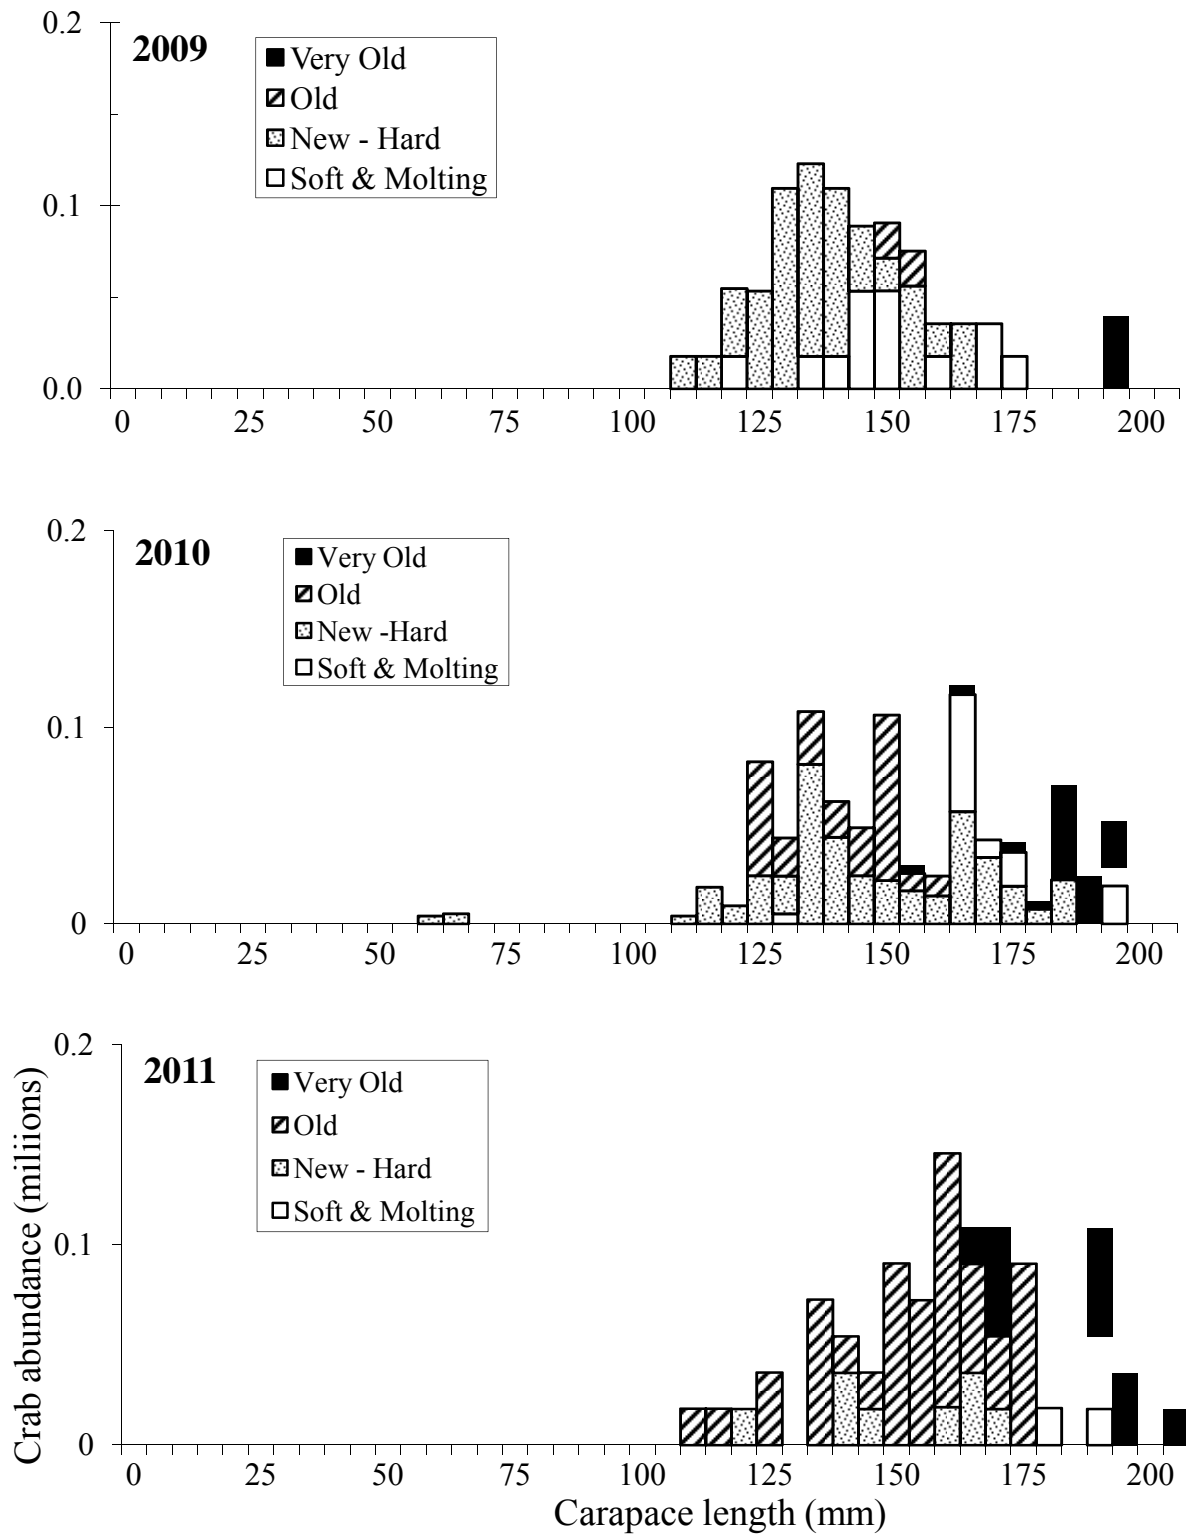 0.2
2009
Very Old
Old
New - Hard
Soft & Molting
0.1
0.0
0 25 50 75 100 125 150 175 200
0.2
2010
Very Old
Old
New -Hard
Soft & Molting
0.1
0
0 25 50 75 100 125 150 175 200
0.2
2011
Very Old
Old
New - Hard
Soft & Molting
0.1
0
Crab abundance (miliions)
0 25 50 75 100 125 150 175 200
Carapace length (mm)